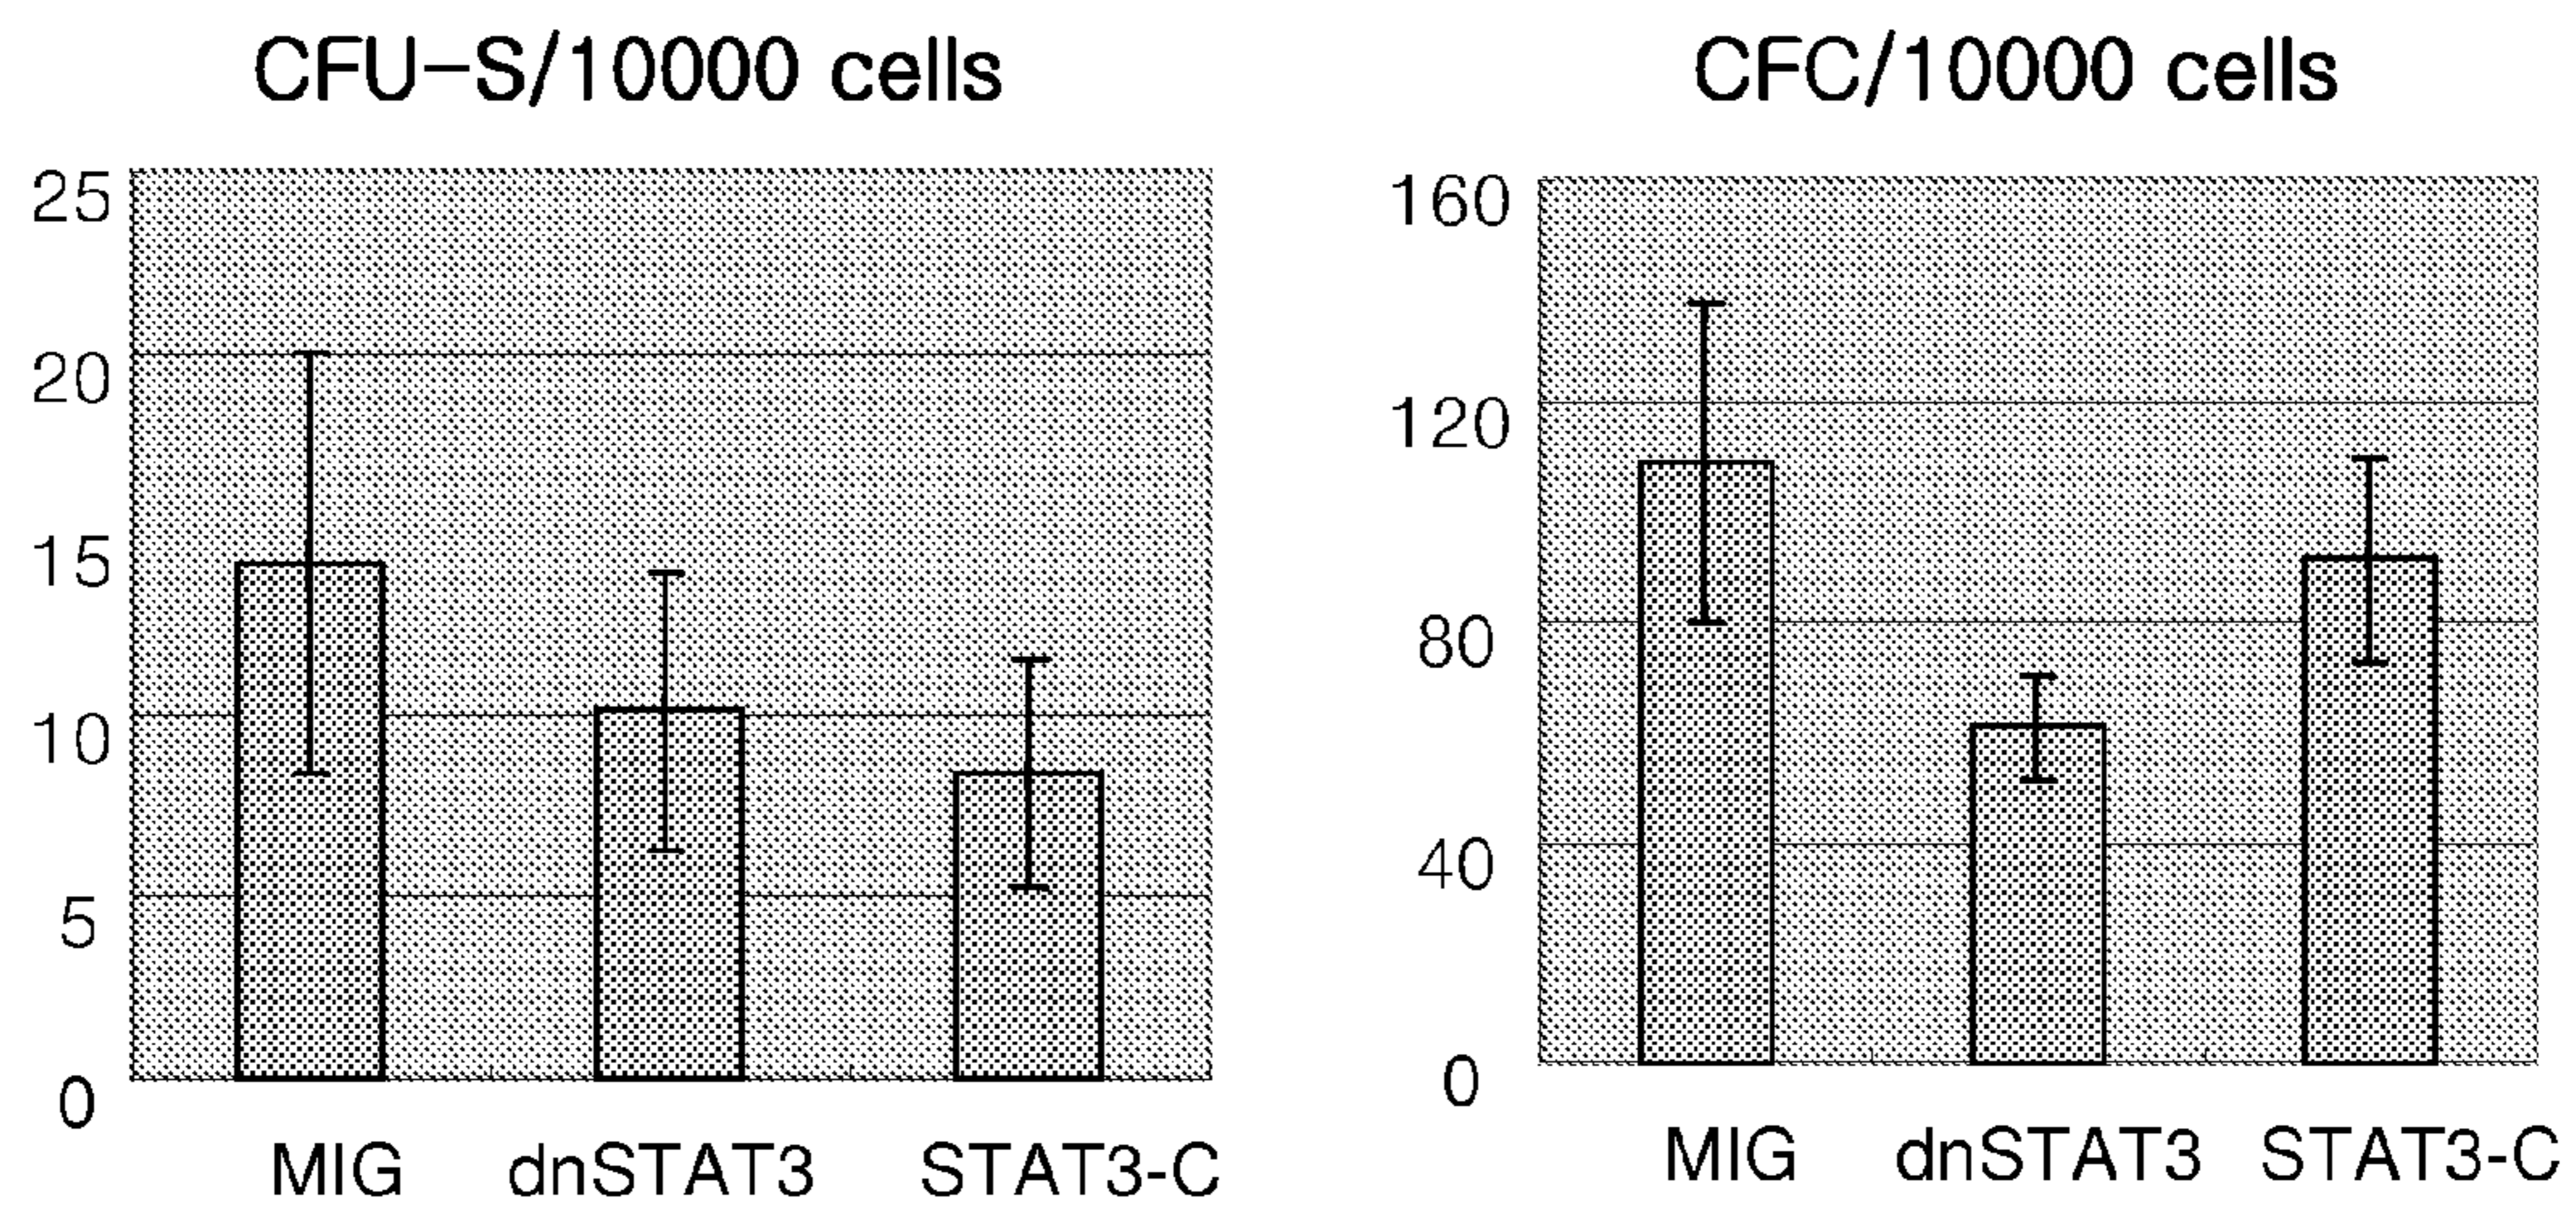 CFU-S/10000 cells
25
20
15
10
5
0
MIG dnSTAT3 STAT3-C
CFC/10000 cells
160
120
80
40
0
MIG dnSTAT3 STAT3-C